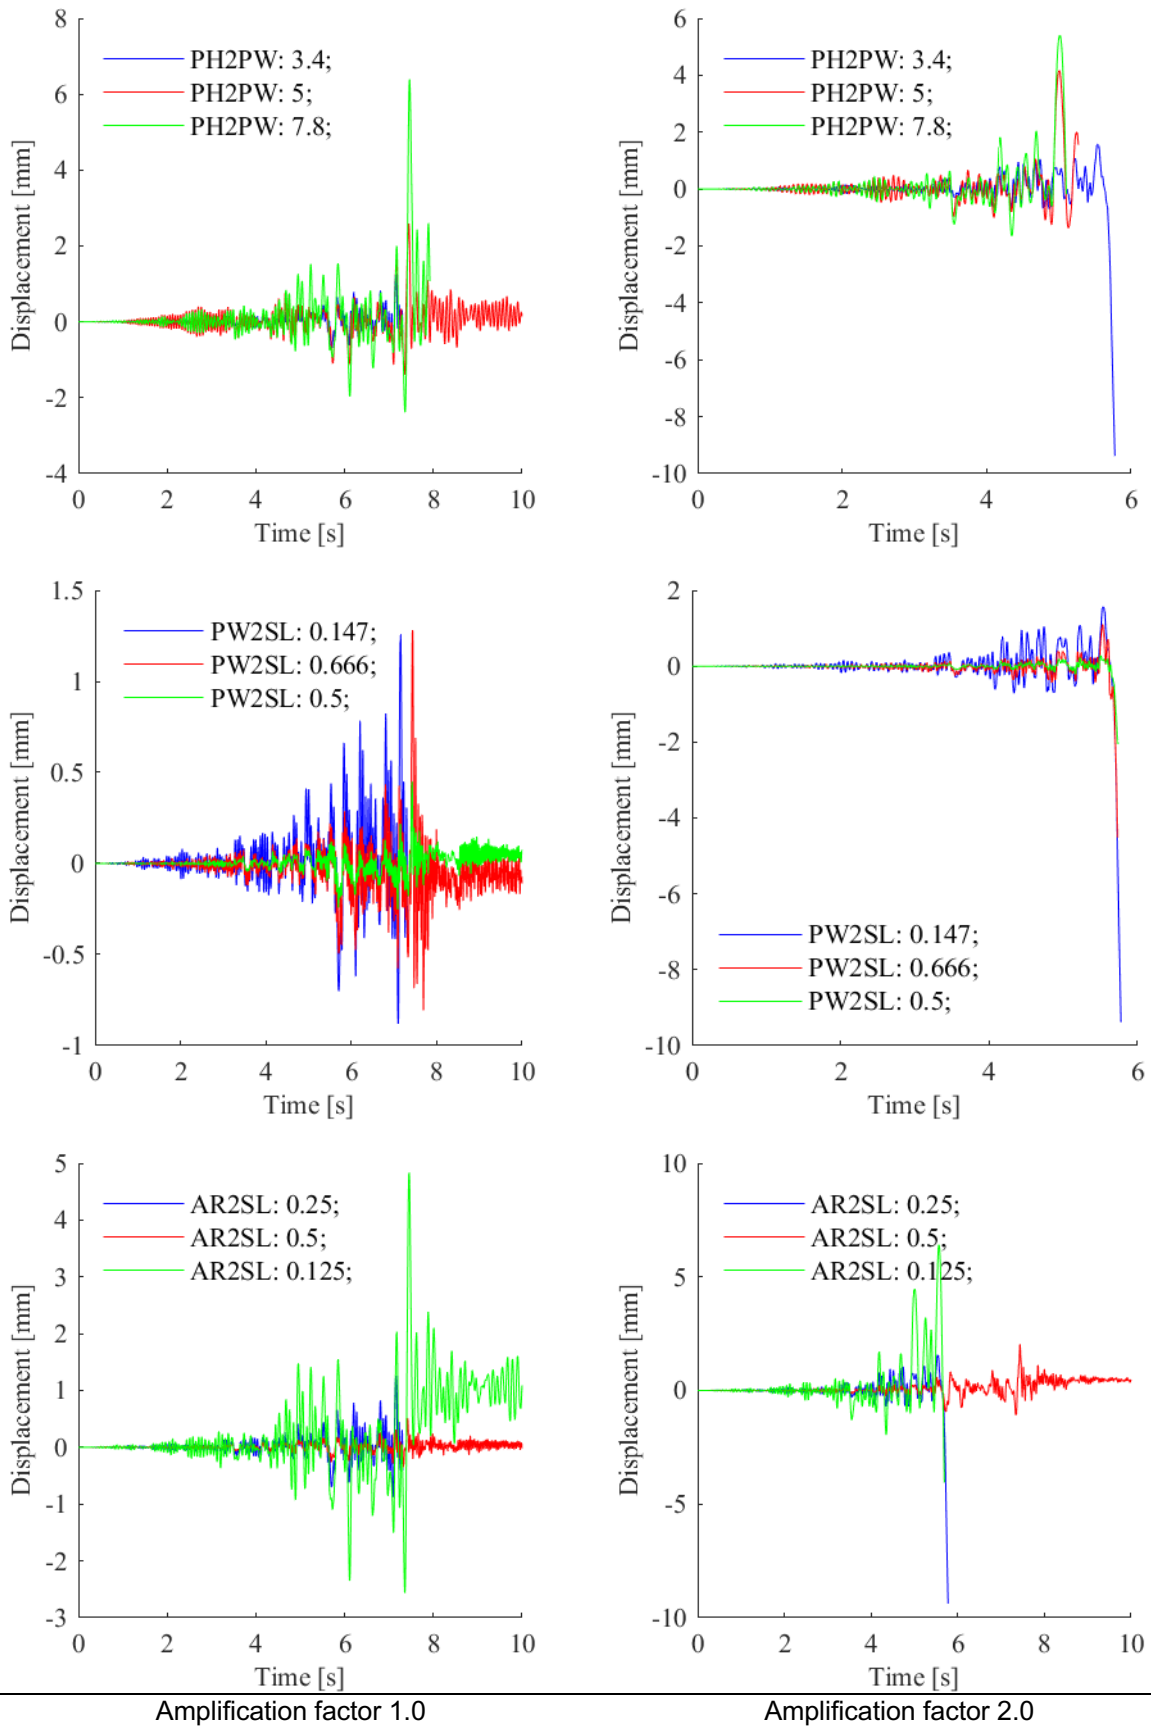 8
6
4
2
0
-2
-4
Displacement [mm]
PH2PW: 3.4;
PH2PW: 5;
PH2PW: 7.8;
0 2 4 6 8 10
Time [s]
6
4
2
0
-2
-4
-6
-8
-10
Displacement [mm]
PH2PW: 3.4;
PH2PW: 5;
PH2PW: 7.8;
0 2 4 6
Time [s]
1.5
1
0.5
0
-0.5
-1
Displacement [mm]
PW2SL: 0.147;
PW2SL: 0.666;
PW2SL: 0.5;
0 2 4 6 8 10
Time [s]
2
0
-2
-4
-6
-8
-10
Displacement [mm]
PW2SL: 0.147;
PW2SL: 0.666;
PW2SL: 0.5;
0 2 4 6
Time [s]
5
4
3
2
1
0
-1
-2
-3
Displacement [mm]
AR2SL: 0.25;
AR2SL: 0.5;
AR2SL: 0.125;
0 2 4 6 8 10
Time [s]
10
5
0
-5
-10
Displacement [mm]
AR2SL: 0.25;
AR2SL: 0.5;
AR2SL: 0.125;
0 2 4 6 8 10
Time [s]
Amplification factor 1.0
Amplification factor 2.0